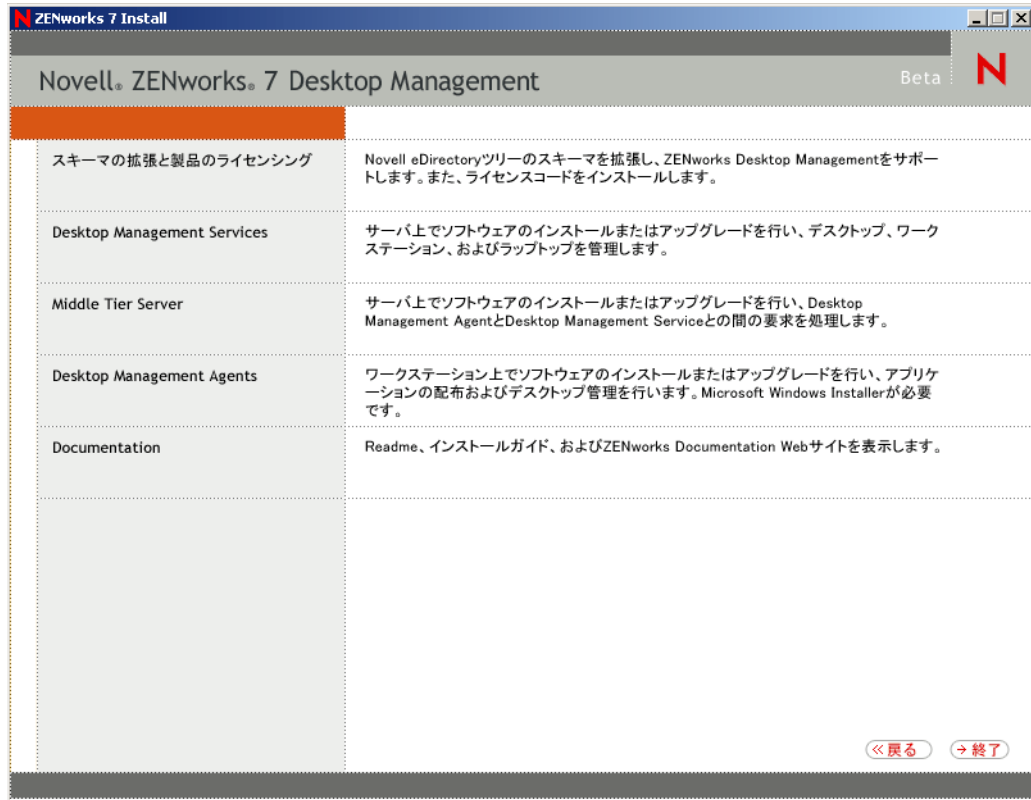 ZENworks 7 Install
Novell® ZENworks® 7 Desktop Management
Beta
N
スキーマの拡張と製品のライセンシング
Novell eDirectoryツリーのスキーマを拡張し、ZENworks Desktop Managementをサポー
トします。また、ライセンスコードをインストールします。
Desktop Management Services
サーバ上でソフトウェアのインストールまたはアップグレードを行い、デスクトップ、ワーク
ステーション、およびラップトップを管理します。
Middle Tier Server
サーバ上でソフトウェアのインストールまたはアップグレードを行い、Desktop
Management AgentとDesktop Management Serviceとの間の要求を処理します。
Desktop Management Agents
ワークステーション上でソフトウェアのインストールまたはアップグレードを行い、アプリケ
ーションの配布およびデスクトップ管理を行います。Microsoft Windows Installerが必要
です。
Documentation
Readme、インストールガイド、およびZENworks Documentation Webサイトを表示します。
戻る
終了